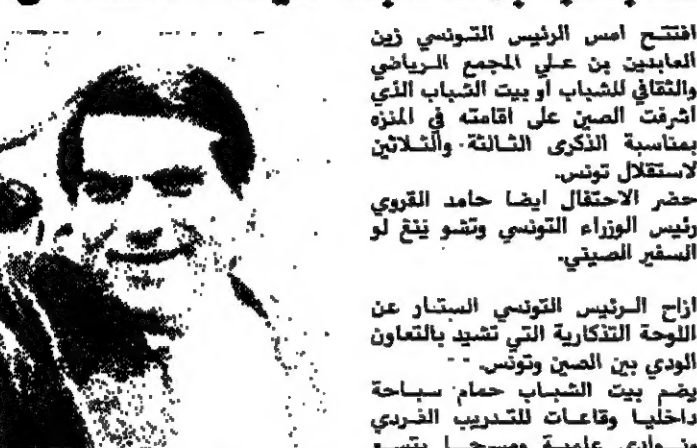 افتتح امس الرئيس التونسي زين
العابدين بن علي المجمع الرياضي
والثقافي للشباب او بيت الشباب الذي
اشرفت الصين على اقامته في المنزه
بمناسبة الذكرى الثالثة والثلاثين
لاستقلال تونس.
حضر الاحتفال ايضا حامد القروي
رئيس الوزراء التونسي وتشو ينغ لو
السفير الصيني.
ازاح الرئيس التونسي الستار عن
اللوحة التذكارية التي تشيد بالتعاون
الودي بين الصين وتونس.
يضم بيت الشباب حمام سباحة
داخليا وقاعات للتدريب الفردي
علمية ومسرحا يتسع